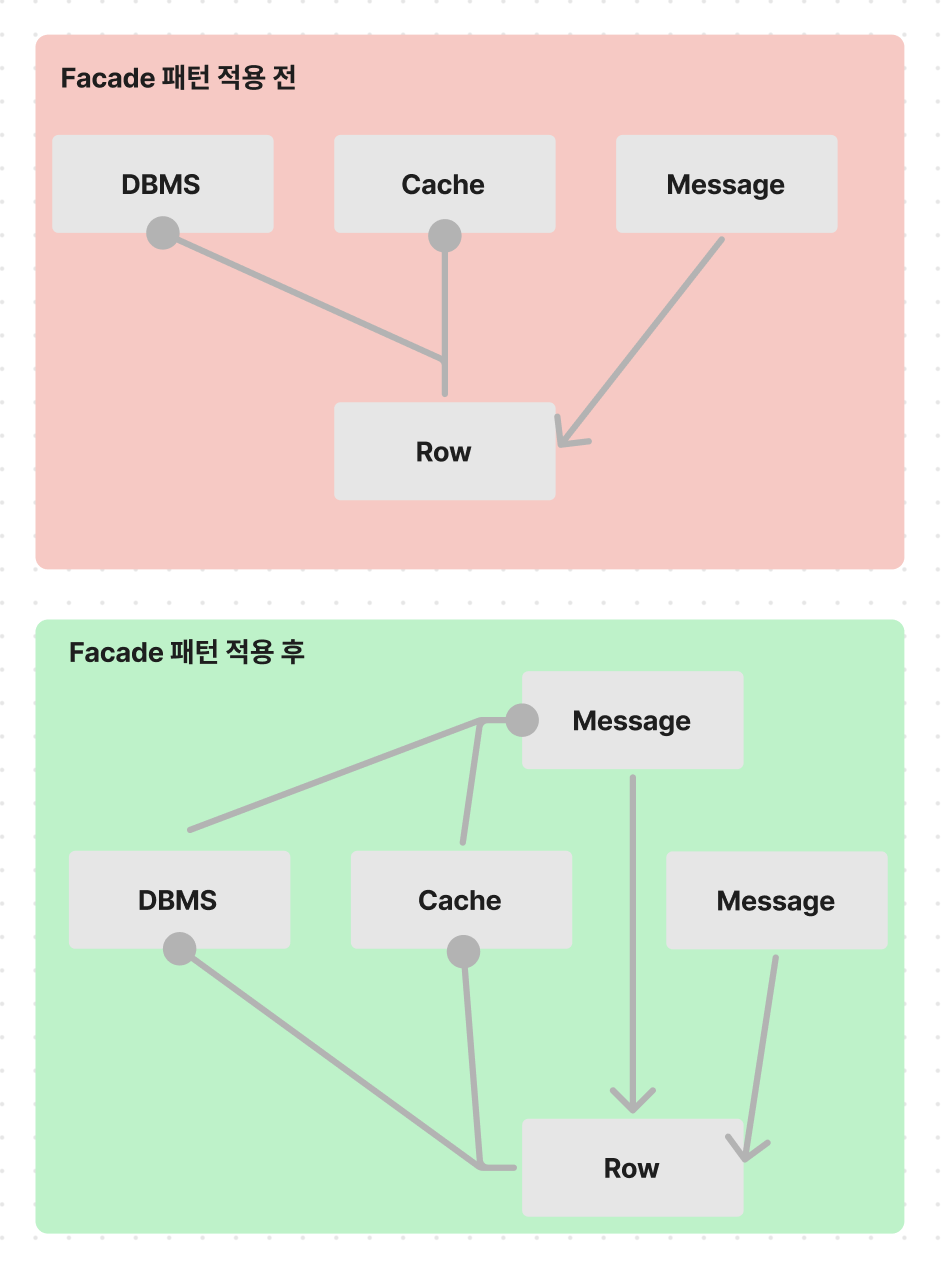 Facade 패턴 적용 전
DBMS
Cache
Message
Row
Facade 패턴 적용 후
Message
DBMS
Cache
Message
Row